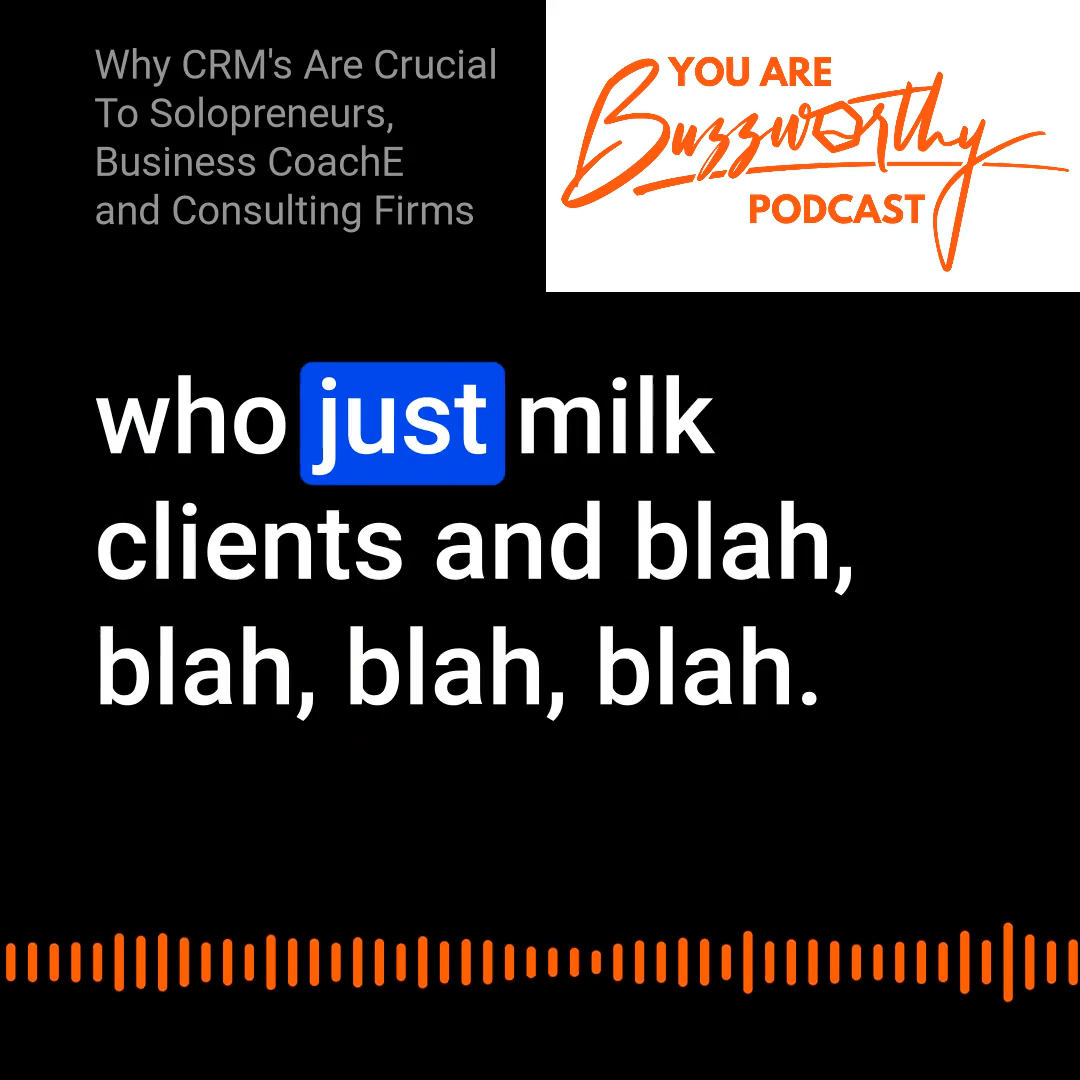 Why CRM's Are Crucial
To Solopreneurs,
Business CoachE
and Consulting Firms
YOU ARE
Buzzworthy
PODCAST
who just milk
clients and blah,
blah, blah, blah.